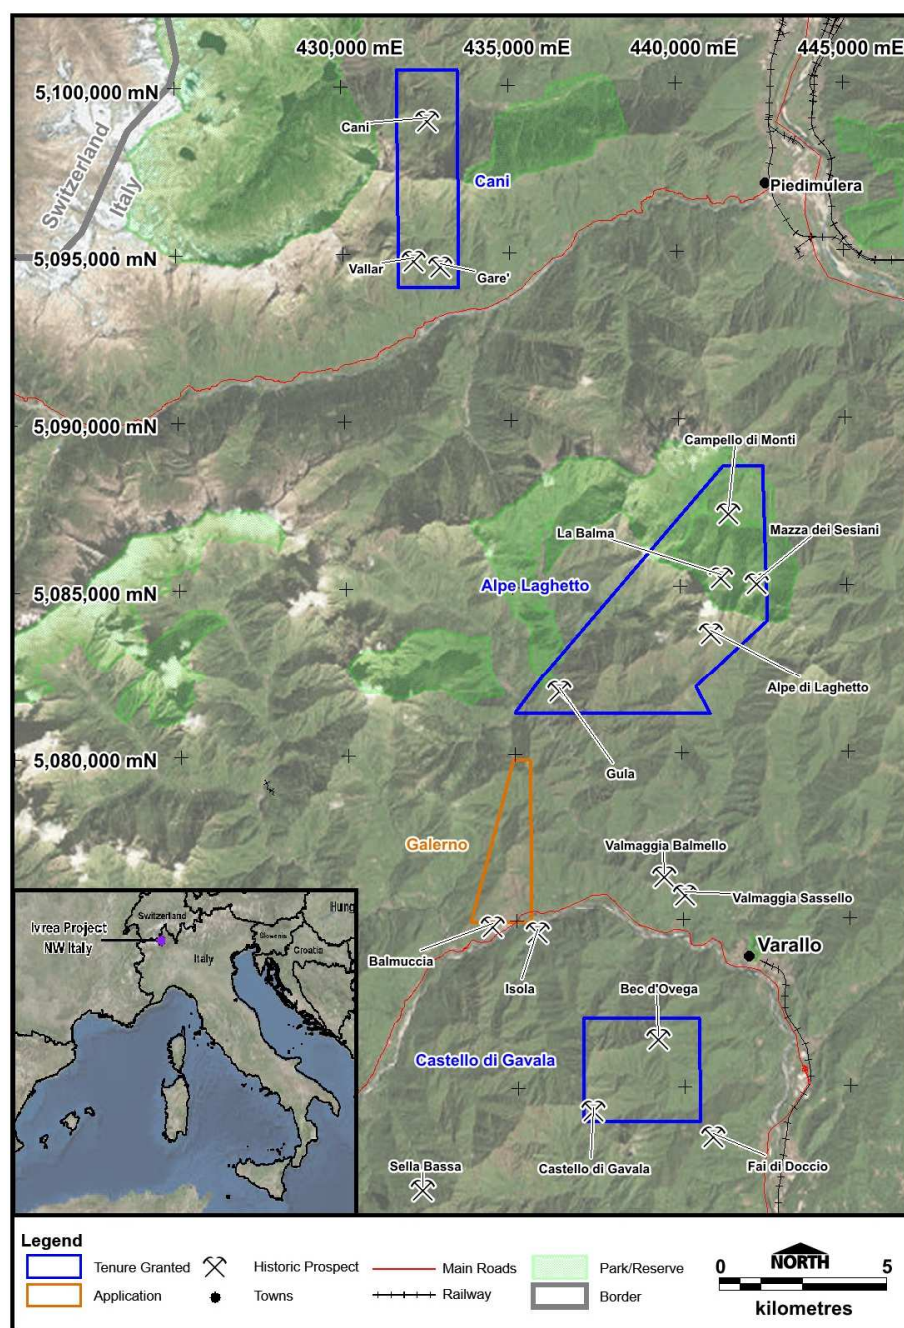 430,000 mE
435,000 mE
440,000 mE
445,000 mE
5,100,000 mN
Switzerland
Italy
Cani
Cani
Piedimulera
5,095,000 mN
Vallar
Gare'
5,090,000 mN
Campello di Monti
La Balma
Mazza dei Sesiani
Alpe Laghetto
5,085,000 mN
Alpe di Laghetto
Gula
5,080,000 mN
Galerno
Valmaggia Balmello
Valmaggia Sassello
Balmuccia
Isola
Varallo
Bec d'Ovega
Castello di Gavala
Castello di Gavala
Fai di Doccio
Sella Bassa
Ivrea Project
NW Italy
Switzerland
Hung
Slovenia
Croatia
Italy
Legend
Tenure Granted
Historic Prospect
Main Roads
Park/Reserve
Application
Towns
Railway
Border
NORTH
0
5
kilometres